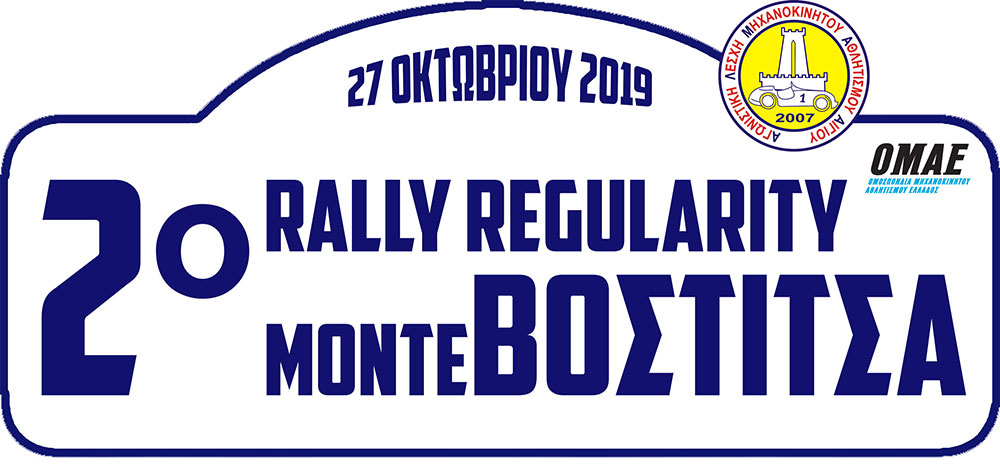 27 ΟΚΤΩΒΡΙΟΥ 2019
ΑΓΩΝΙΣΤΙΚΗ ΛΕΣΧΗ ΜΗΧΑΝΟΚΙΝΗΤΟΥ ΑΘΛΗΤΙΣΜΟΥ ΑΙΓΙΟΥ
1
2007
ΟΜΑΕ
ΟΜΟΣΠΟΝΔΙΑ ΜΗΧΑΝΟΚΙΝΗΤΟΥ
ΑΘΛΗΤΙΣΜΟΥ ΕΛΛΑΔΟΣ
2ο RALLY REGULARITY
ΜΟΝΤΕ ΒΟΣΤΙΤΣΑ